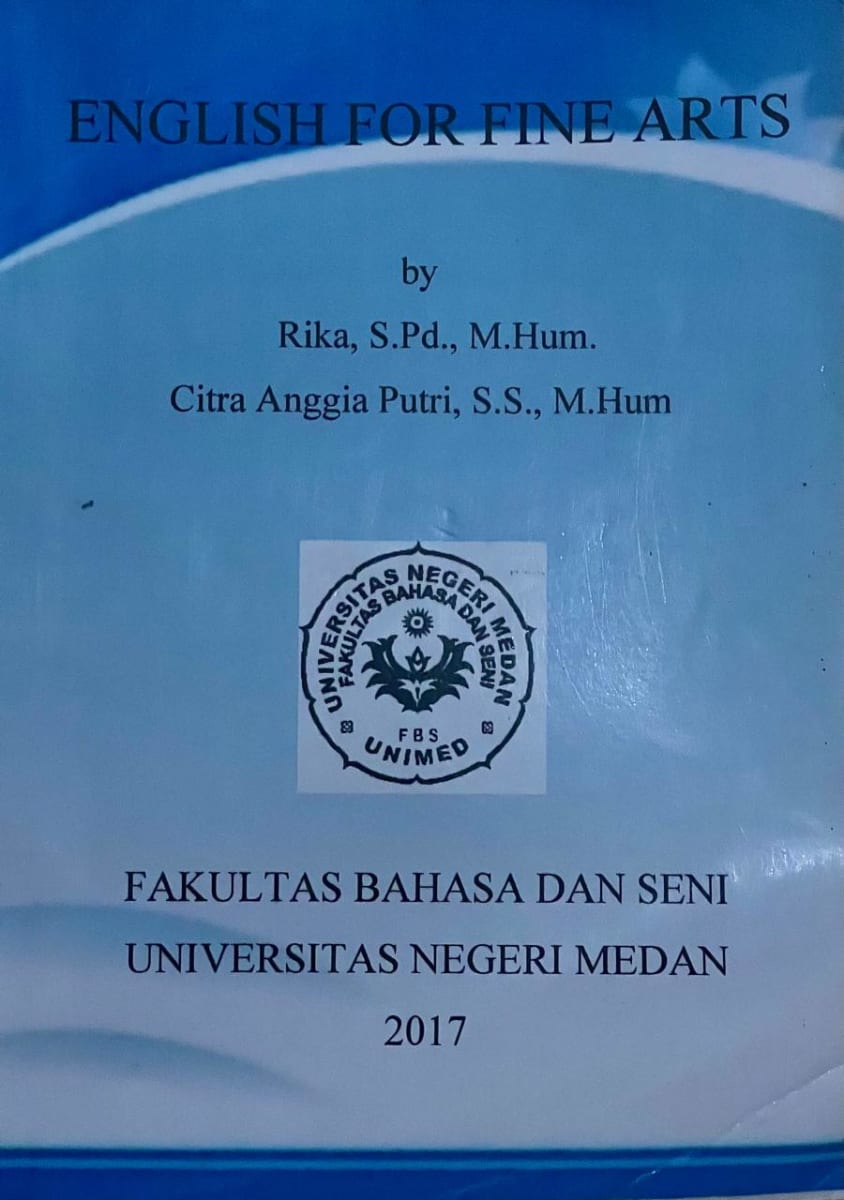 ENGLISH FOR FINE ARTS
by
Rika, S.Pd., M.Hum.
Citra Anggia Putri, S.S., M.Hum
UNIVERSITAS NEGERI MEDAN
FAKULTAS BAHASA DAN SENI
FBS
UNIMED
FAKULTAS BAHASA DAN SENI
UNIVERSITAS NEGERI MEDAN
2017